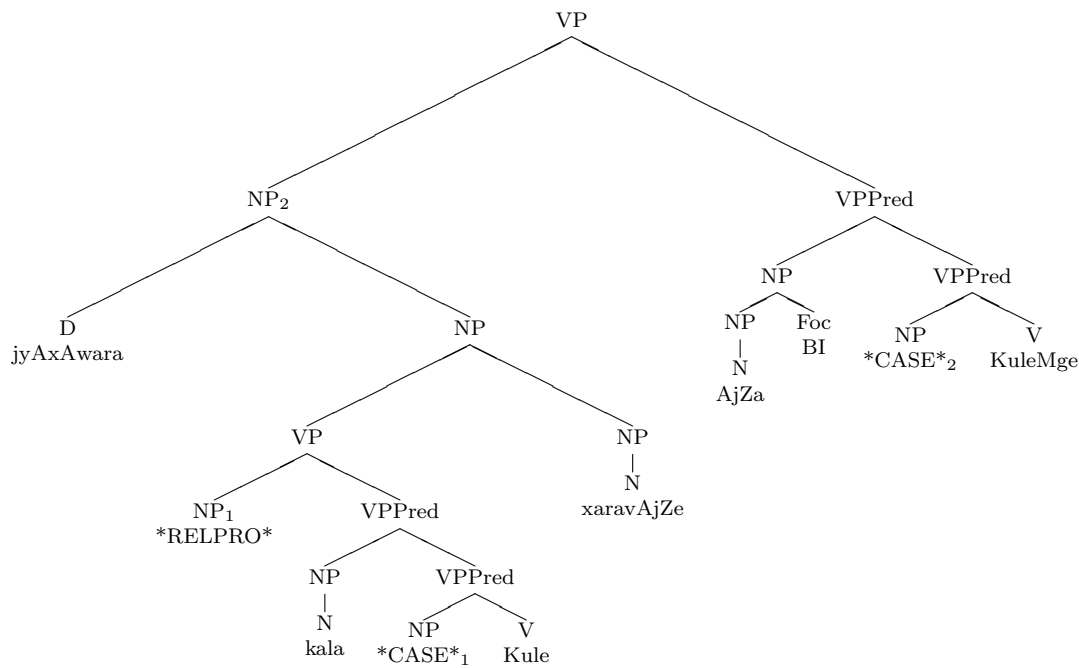 VP
NP₂ VPPred
NP VPPred
D NP NP Foc NP V
jyAxAwara BI *CASE*₂ KuleMge
N
AjZa
VP NP
N
NP₁ VPPred xaravAjZe
*RELPRO*
NP VPPred
N NP V
kala *CASE*₁ Kule